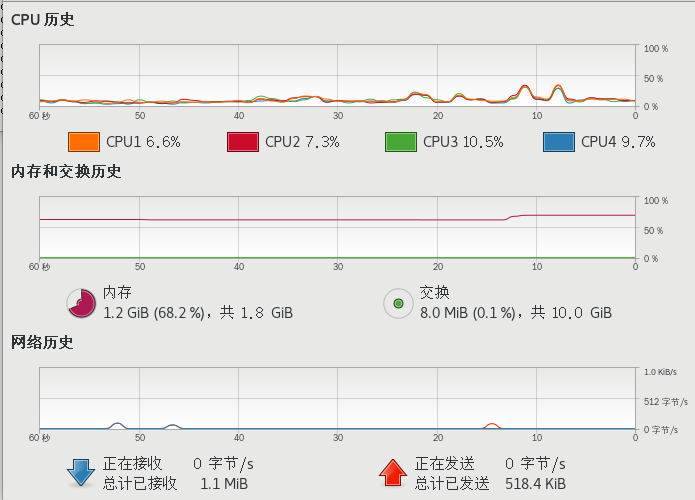 CPU 历史
100 %
50 %
0 %
60 秒 50 40 30 20 10 0
CPU1 6.6% CPU2 7.3% CPU3 10.5% CPU4 9.7%
内存和交换历史
100 %
50 %
0 %
60 秒 50 40 30 20 10 0
内存 交换
1.2 GiB (68.2 %)，共 1.8 GiB 8.0 MiB (0.1 %)，共 10.0 GiB
网络历史
1.0 KiB/s
512 字节/s
0 字节/s
60 秒 50 40 30 20 10 0
正在接收 0 字节/s 正在发送 0 字节/s
总计已接收 1.1 MiB 总计已发送 518.4 KiB